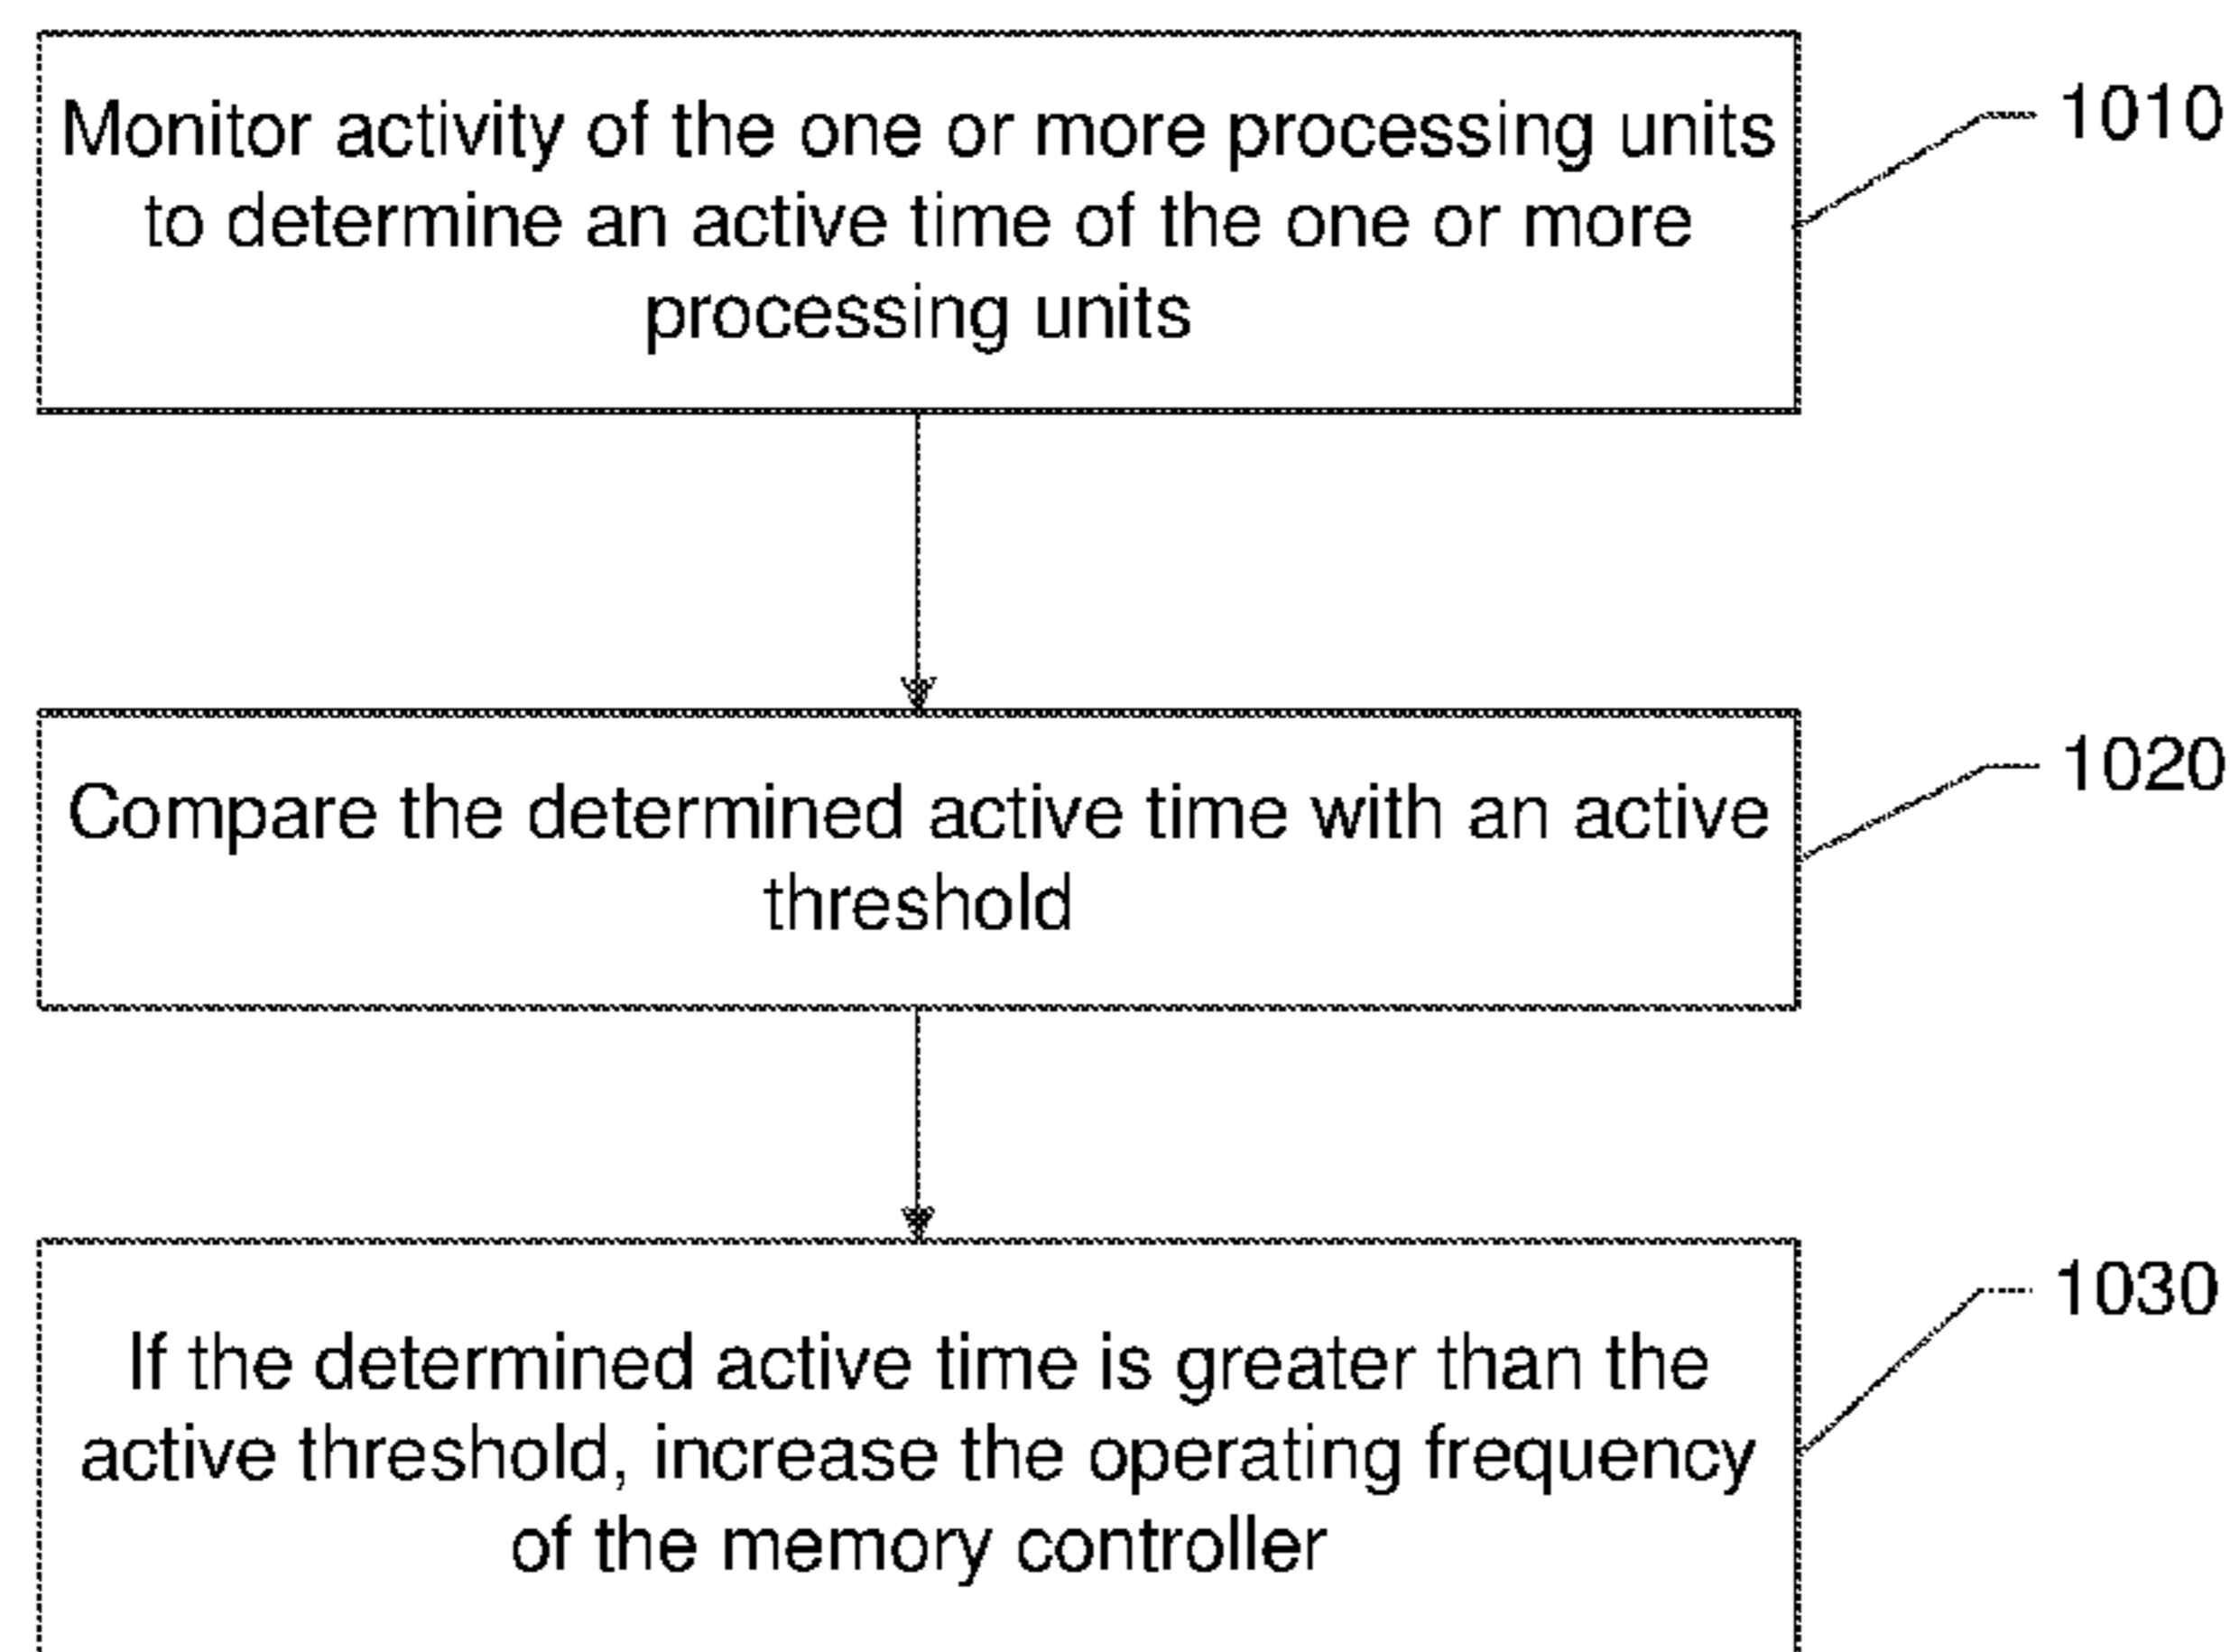 Monitor activity of the one or more processing units
to determine an active time of the one or more
processing units
1010
Compare the determined active time with an active
threshold
1020
If the determined active time is greater than the
active threshold, increase the operating frequency
of the memory controller
1030